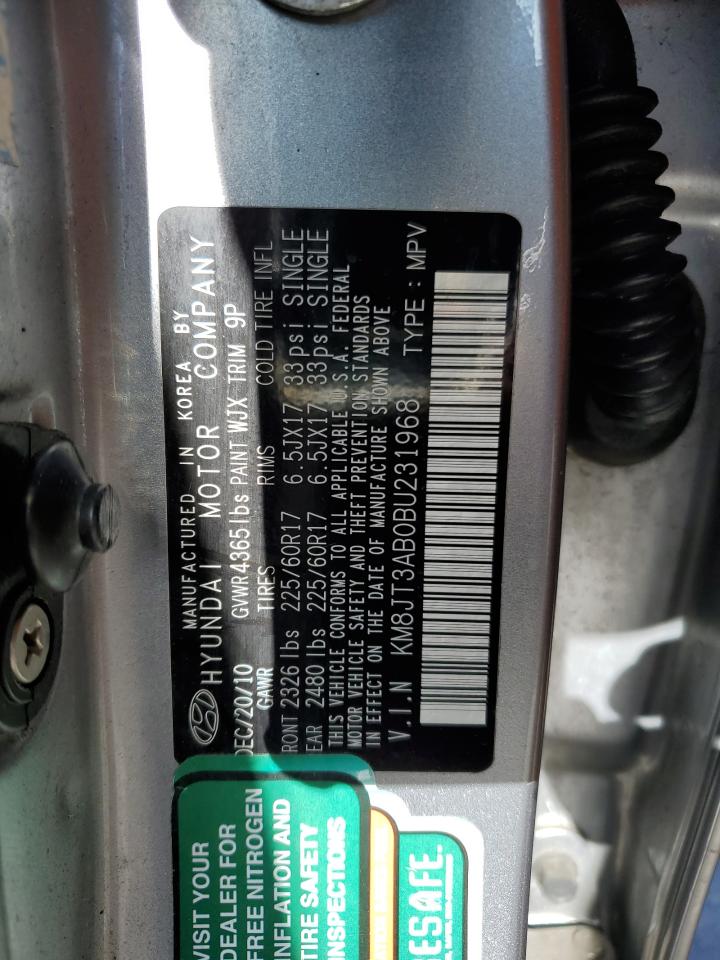 MANUFACTURED IN KOREA BY
HYUNDAI MOTOR COMPANY
DEC/20/10 GVWR4365lbs PAINT WJX TRIM 9P
GAWR TIRES RIMS COLD TIRE INFL
RONT 2326 lbs 225/60R17 6.5JX17 33psi SINGLE
EAR 2480 lbs 225/60R17 6.5JX17 33psi SINGLE
THIS VEHICLE CONFORMS TO ALL APPLICABLE U.S.A. FEDERAL
MOTOR VEHICLE SAFETY AND THEFT PREVENTION STANDARDS
IN EFFECT ON THE DATE OF MANUFACTURE SHOWN ABOVE
V.I.N KM8JT3AB0BU231968 TYPE : MPV
VISIT YOUR
DEALER FOR
FREE NITROGEN
INFLATION AND
TIRE SAFETY
INSPECTIONS
ESAFE.